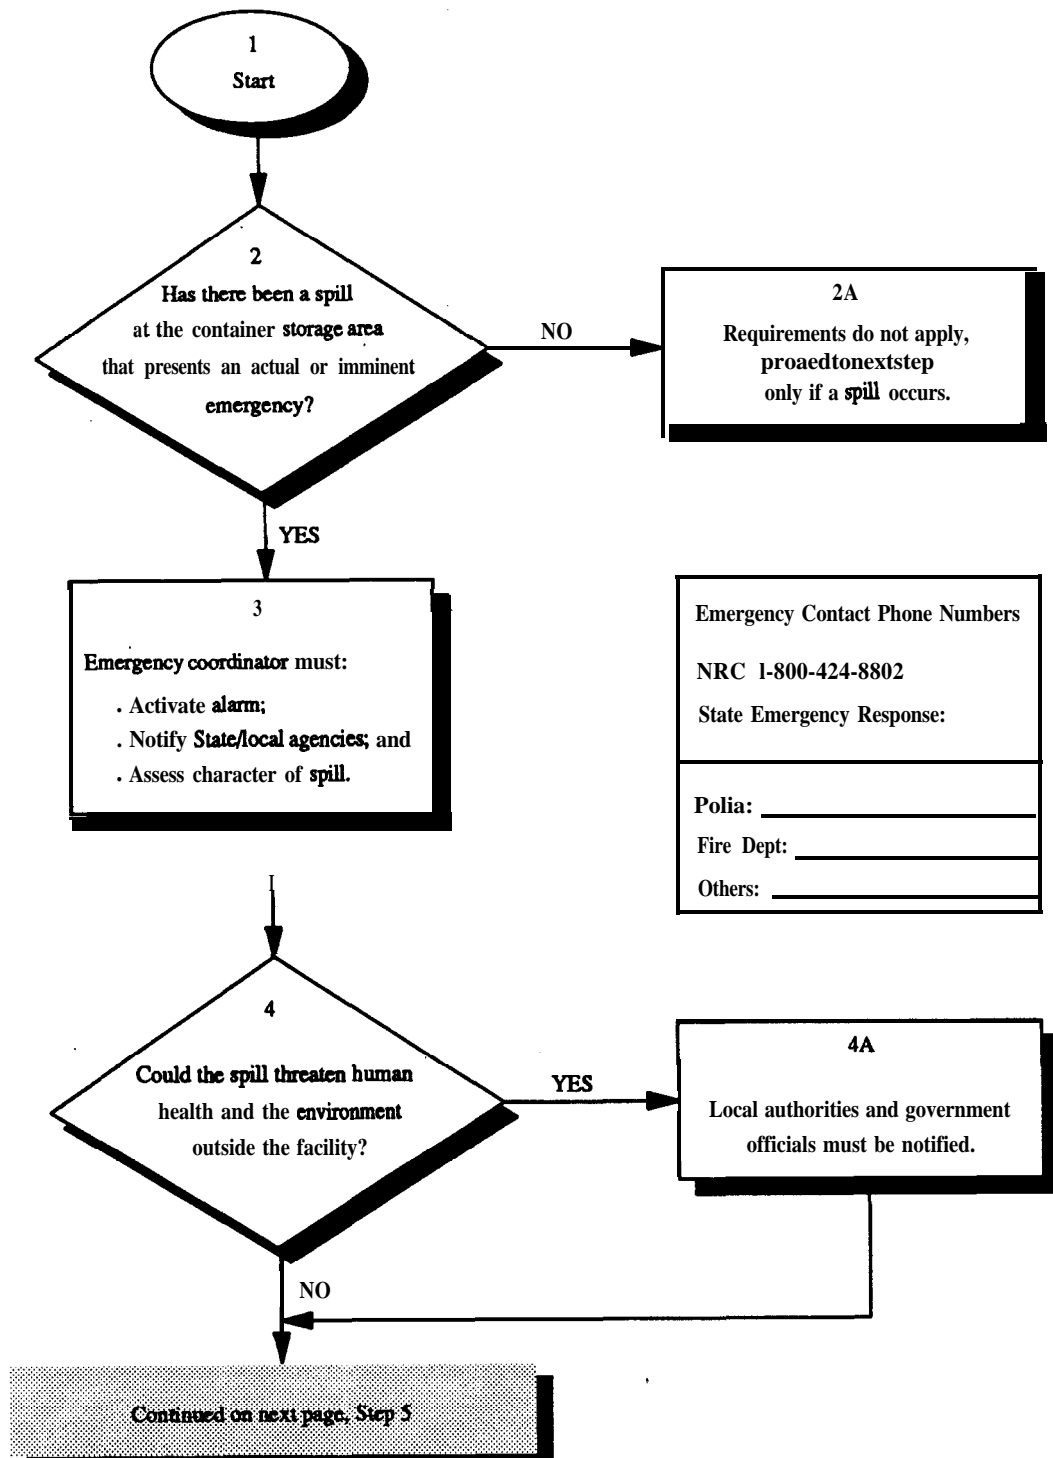 1
Start
2
Has there been a spill
at the container storage area
that presents an actual or imminent
emergency?
NO
2A
Requirements do not apply,
proaedtonextstep
only if a spill occurs.
YES
3
Emergency coordinator must:
. Activate alarm;
. Notify State/local agencies; and
. Assess character of spill.
Emergency Contact Phone Numbers
NRC l-800-424-8802
State Emergency Response:
Polia:
Fire Dept:
Others:
I
4
Could the spill threaten human
health and the environment
outside the facility?
YES
4A
Local authorities and government
officials must be notified.
NO
Continued on next page, Step 5